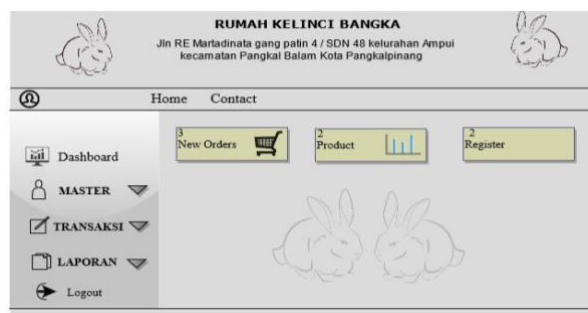 RUMAH KELINCI BANGKA
Jln RE Martadinata gang patin 4 / SDN 48 kelurahan Ampui
kecamatan Pangkal Balam Kota Pangkalpinang
Home Contact
3
New Orders
2
Product
2
Register
Dashboard
MASTER
TRANSAKSI
LAPORAN
Logout